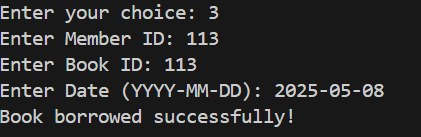 Enter your choice: 3
Enter Member ID: 113
Enter Book ID: 113
Enter Date (YYYY-MM-DD): 2025-05-08
Book borrowed successfully!